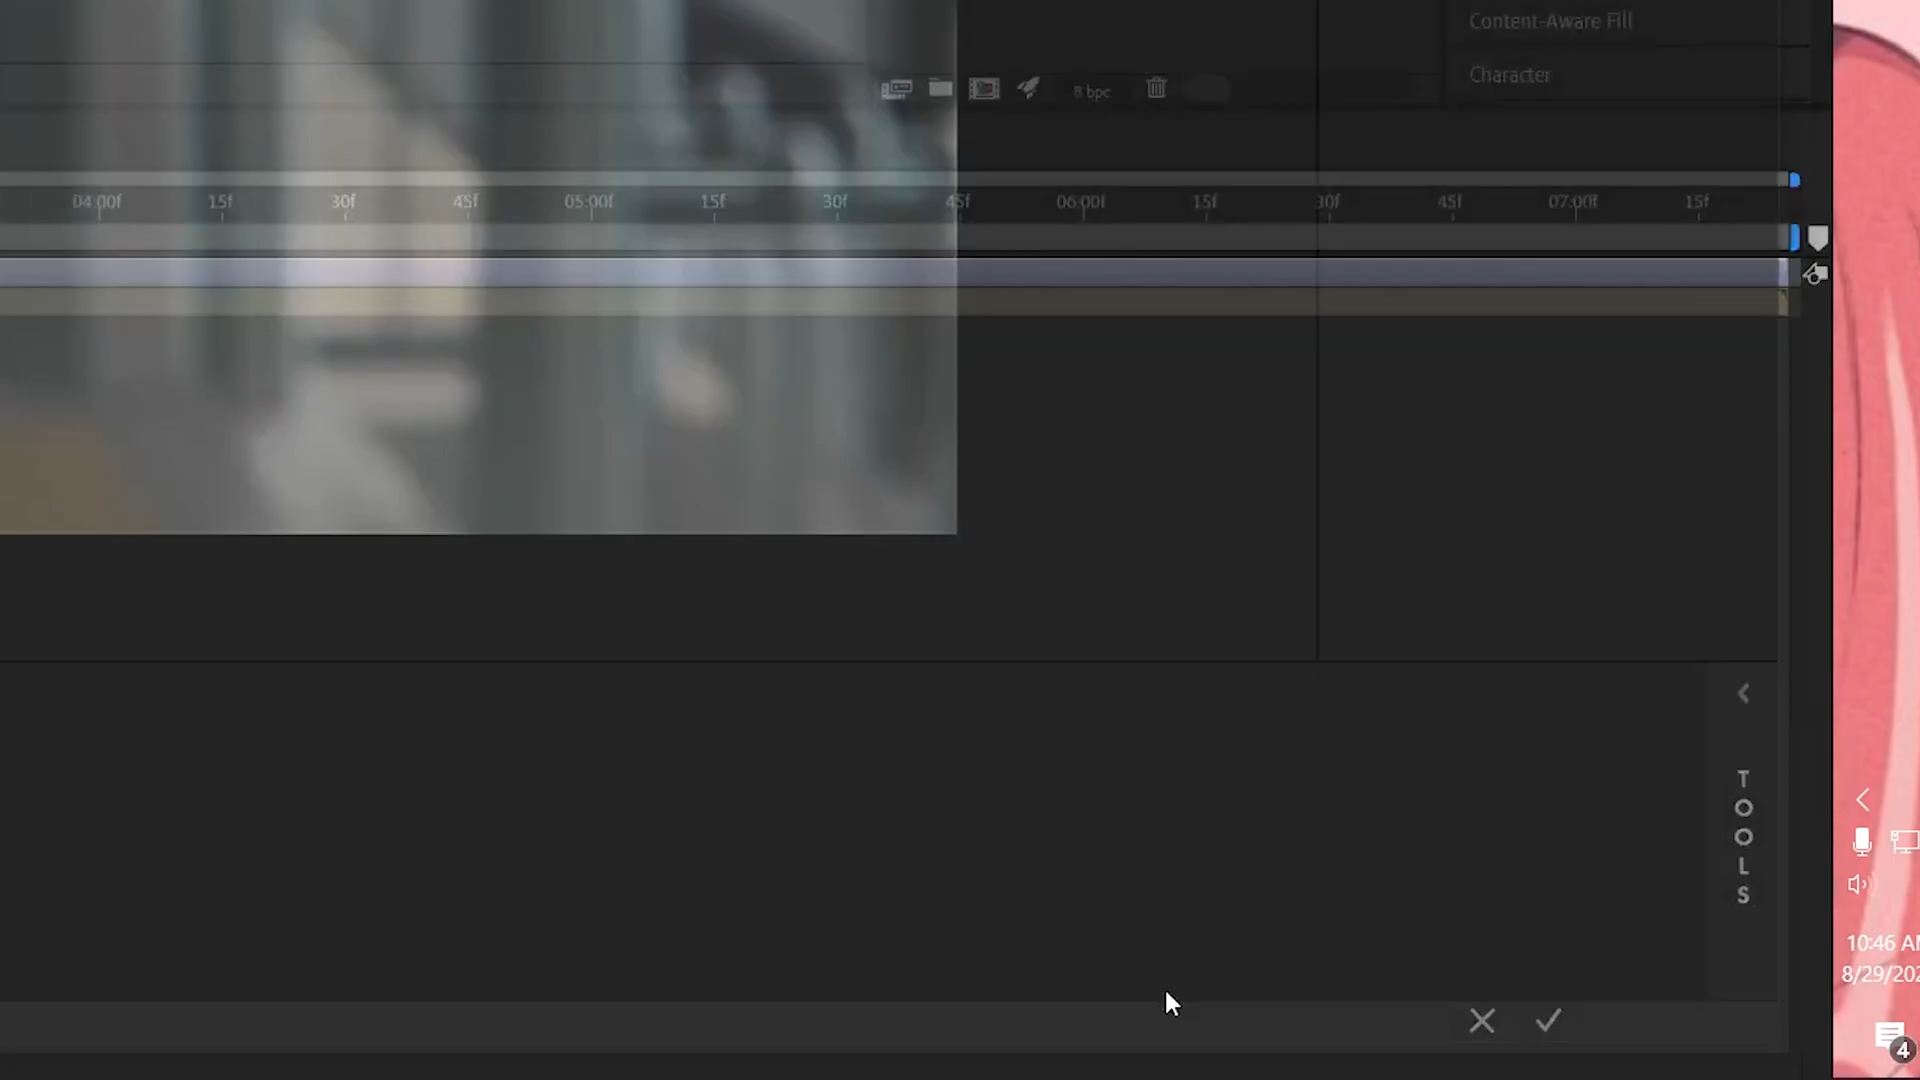 Content-Aware Fill
Character
8 bpc
04:00f 15f 30f 45f 05:00f 15f 30f 45f 06:00f 15f 30f 45f 07:00f 15f
TOOLS
10:46 AM
8/29/202
4